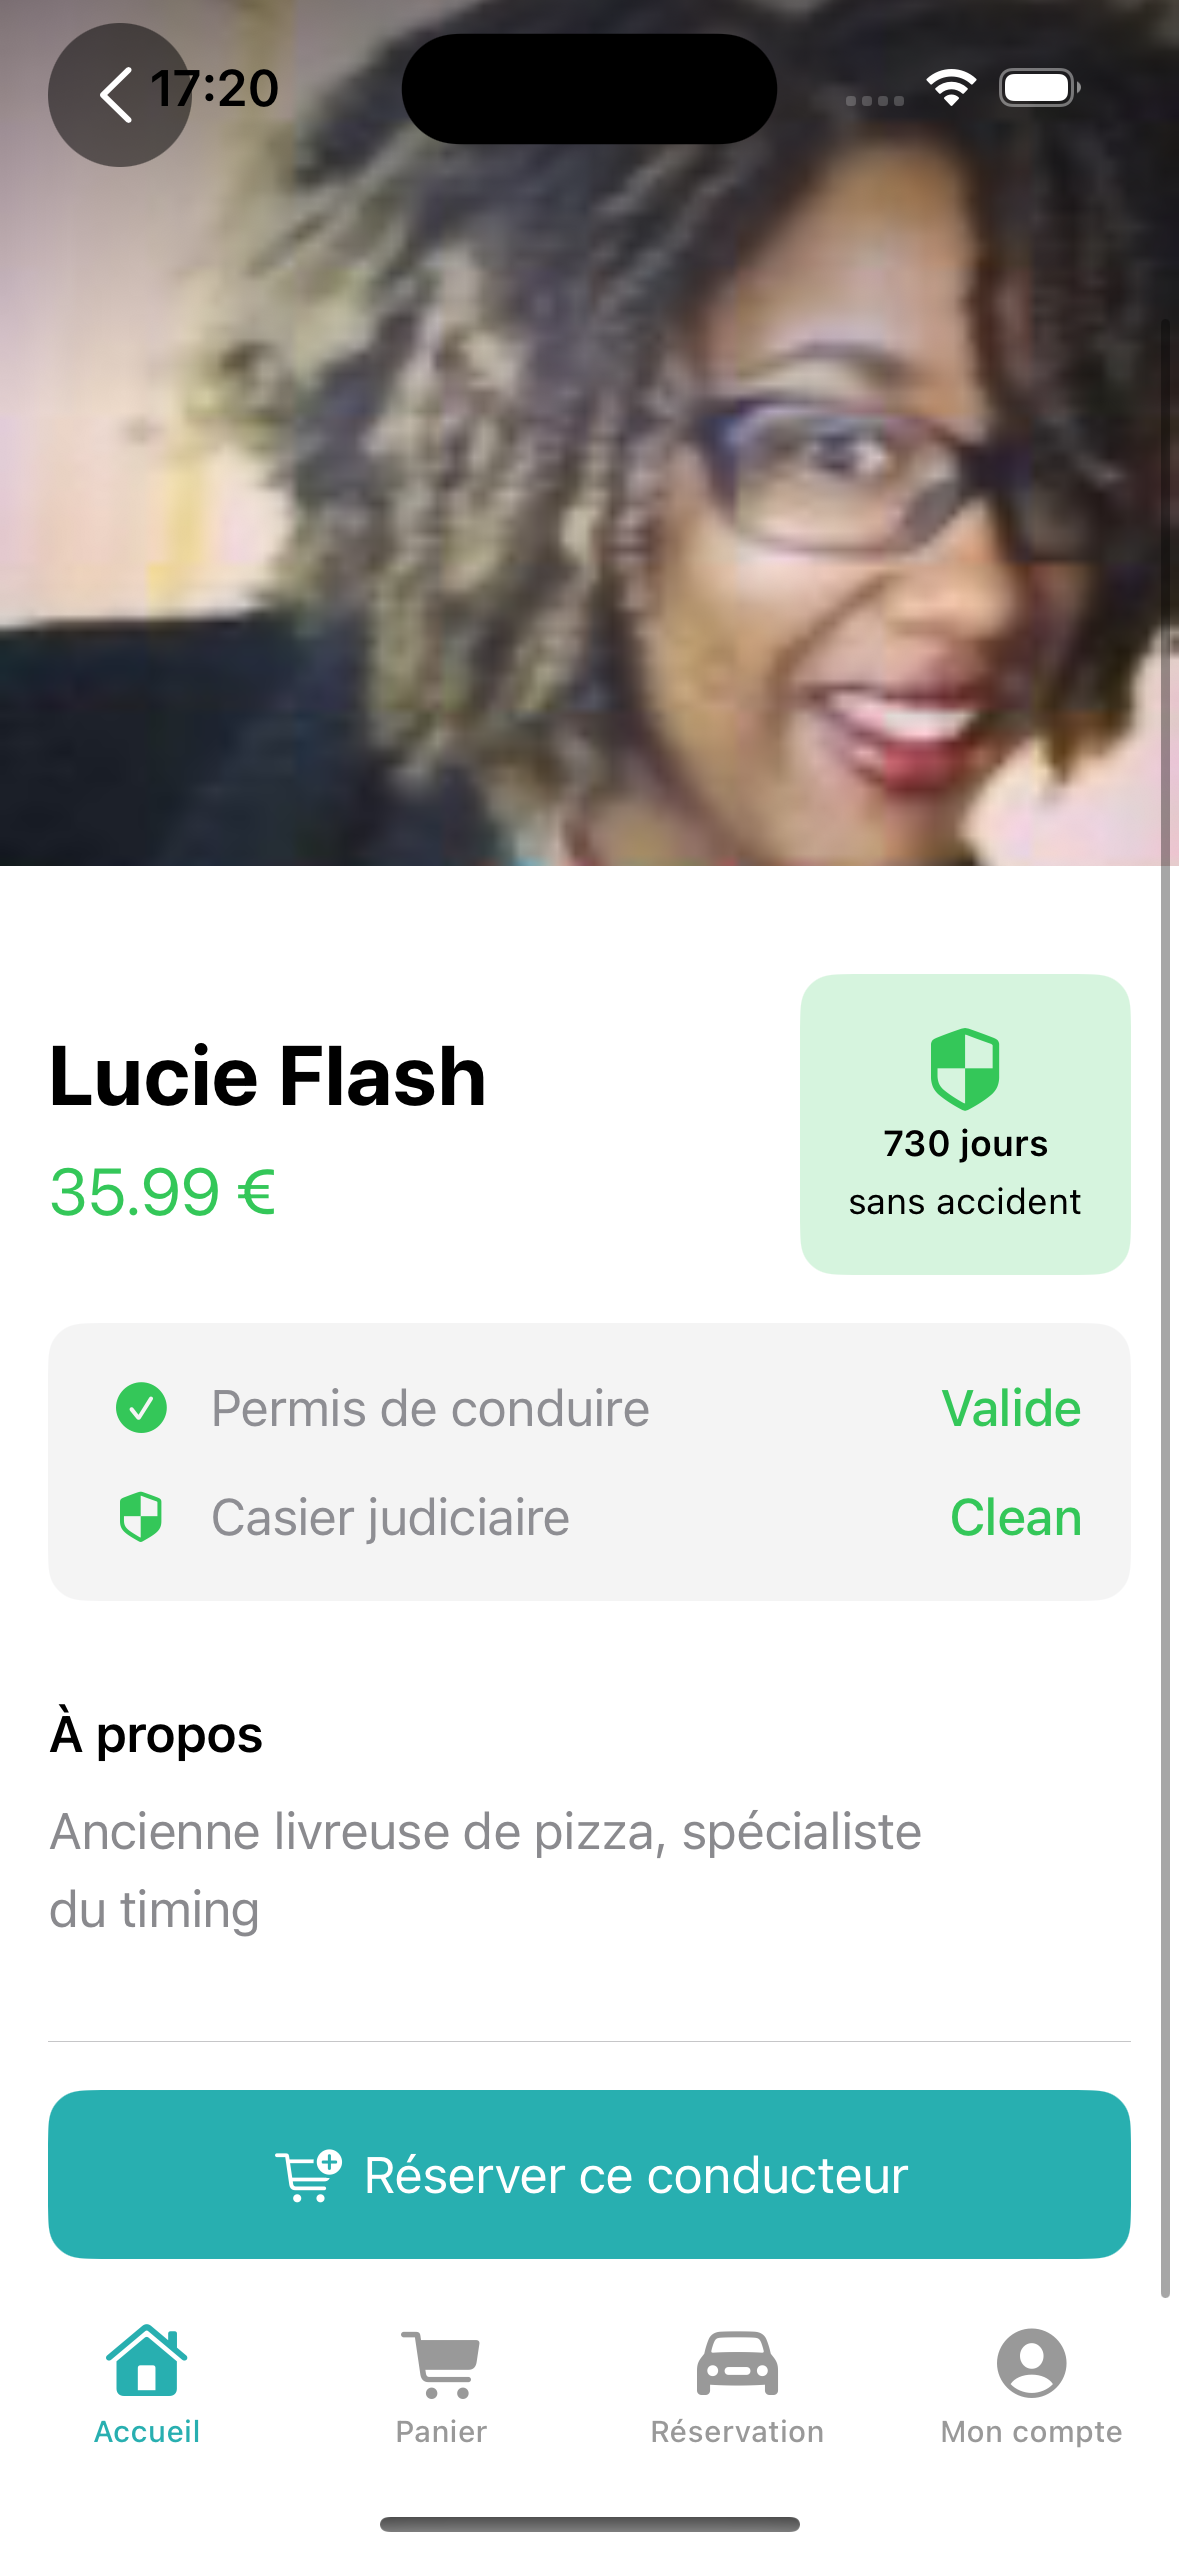 17:20
Lucie Flash
35.99 €
730 jours
sans accident
Permis de conduire
Valide
Casier judiciaire
Clean
À propos
Ancienne livreuse de pizza, spécialiste
du timing
Réserver ce conducteur
Accueil
Panier
Réservation
Mon compte